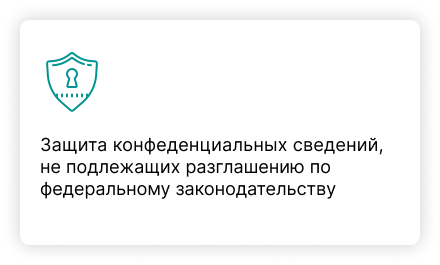 Защита конфеденциальных сведений,
не подлежащих разглашению по
федеральному законодательству